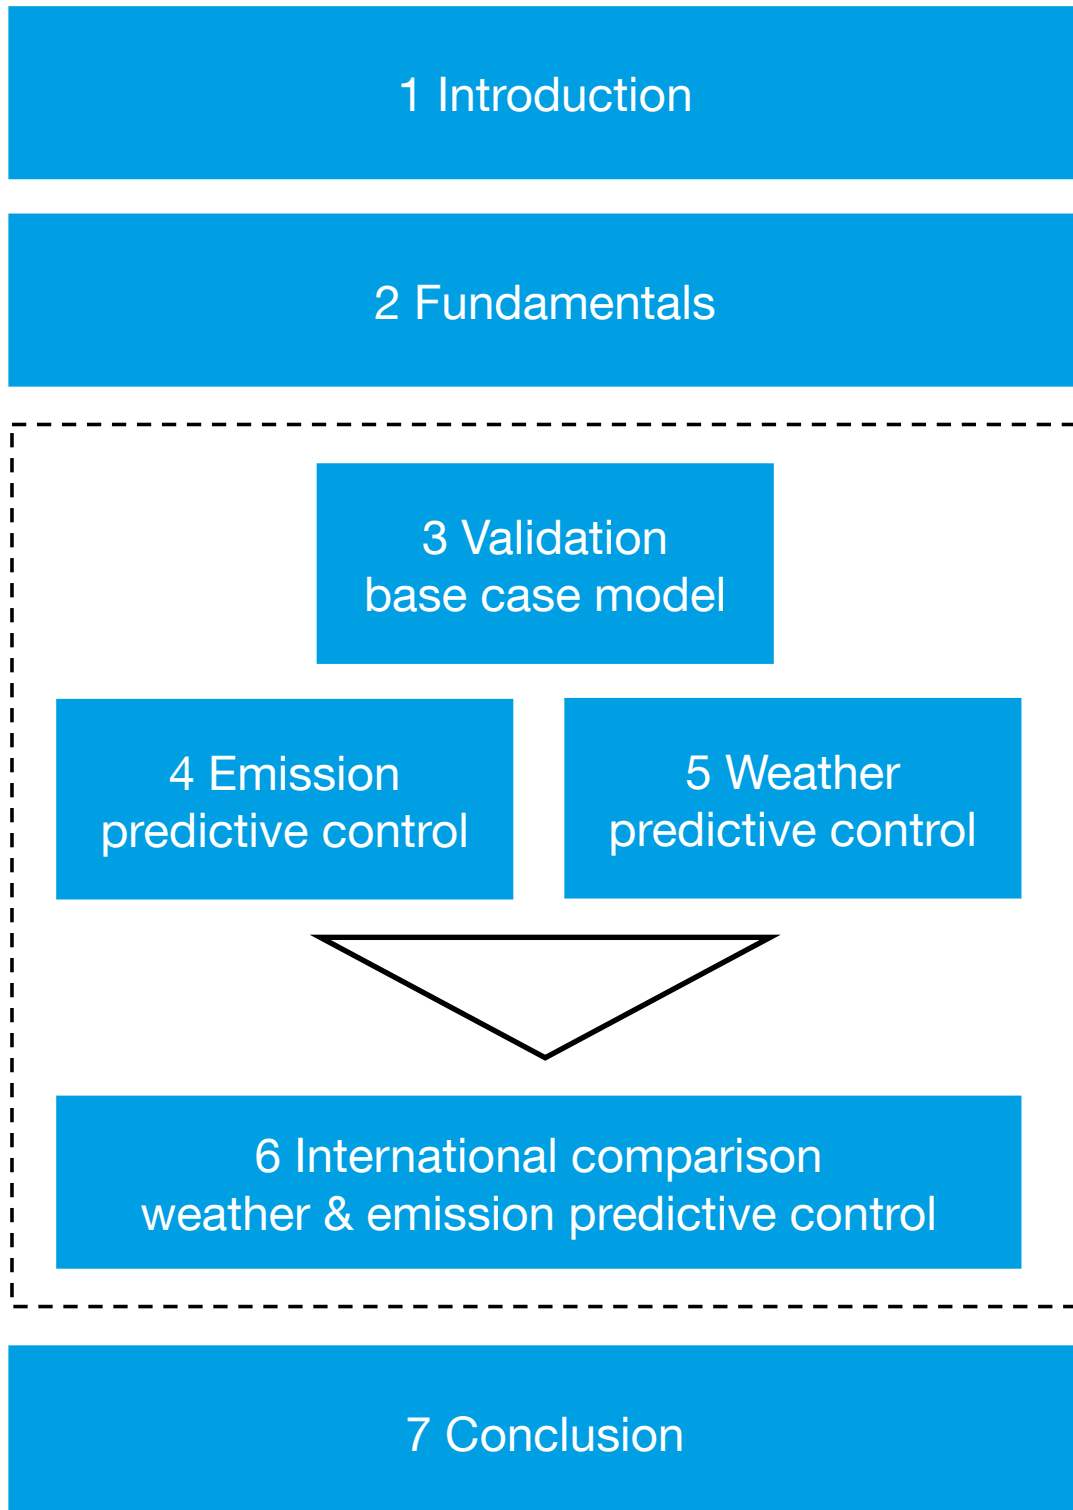 1 Introduction
2 Fundamentals
3 Validation
base case model
4 Emission
predictive control
5 Weather
predictive control
6 International comparison
weather & emission predictive control
7 Conclusion